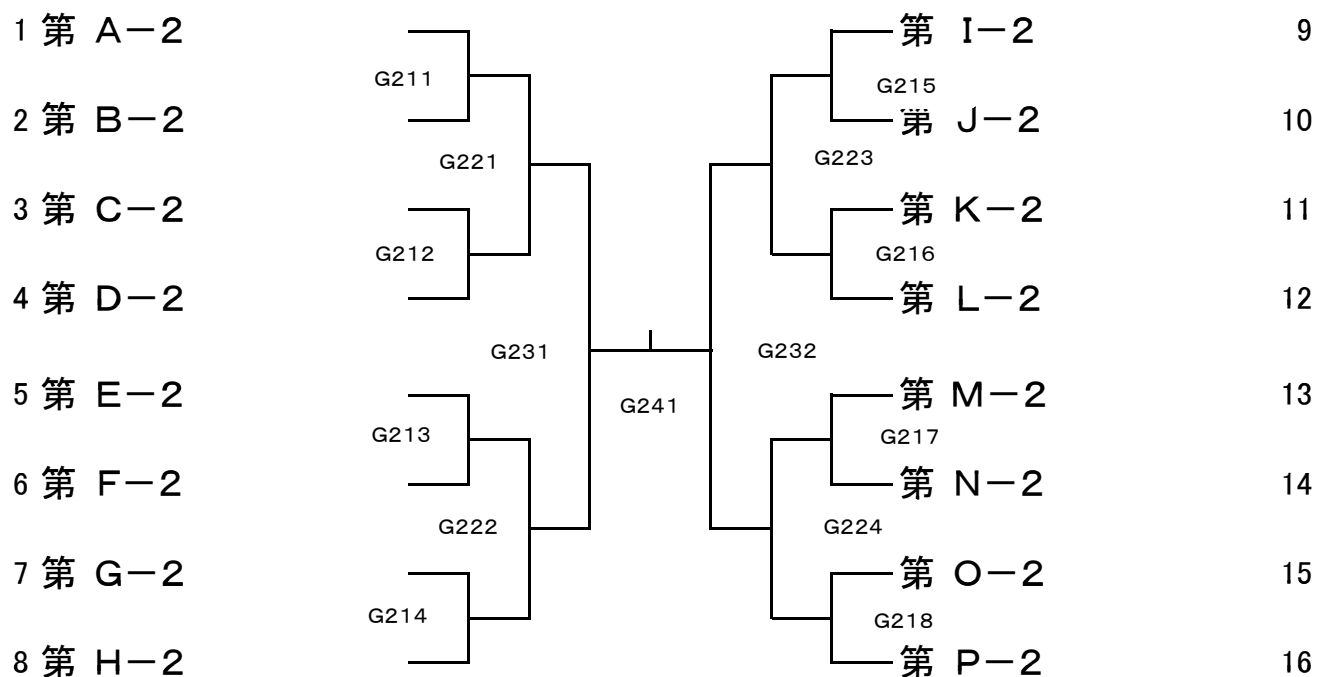 1 第 A－2 第 I－2 9
G211 G215
2 第 B－2 第 J－2 10
G221 G223
3 第 C－2 第 K－2 11
G212 G216
4 第 D－2 第 L－2 12
G231 G232
5 第 E－2 第 M－2 13
G241
G213 G217
6 第 F－2 第 N－2 14
G222 G224
7 第 G－2 第 O－2 15
G214 G218
8 第 H－2 第 P－2 16